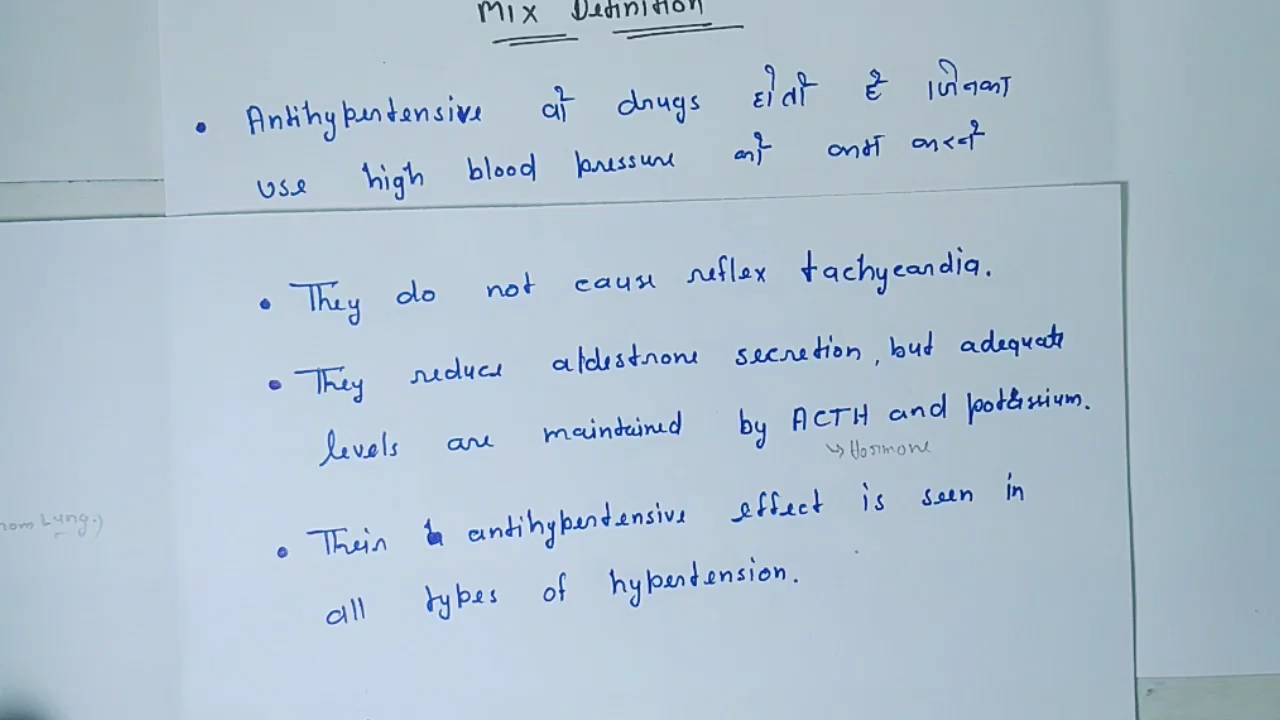 Mix Definition
• Antihypertensive वो drugs होती है जिनका
use high blood pressure को कम करने
• They do not cause reflex tachycardia.
• They reduce aldestrone secretion, but adequate
levels are maintained by ACTH and potassium.
↳ Hormone
rom Lung.)
• Their antihypertensive effect is seen in
all types of hypertension.